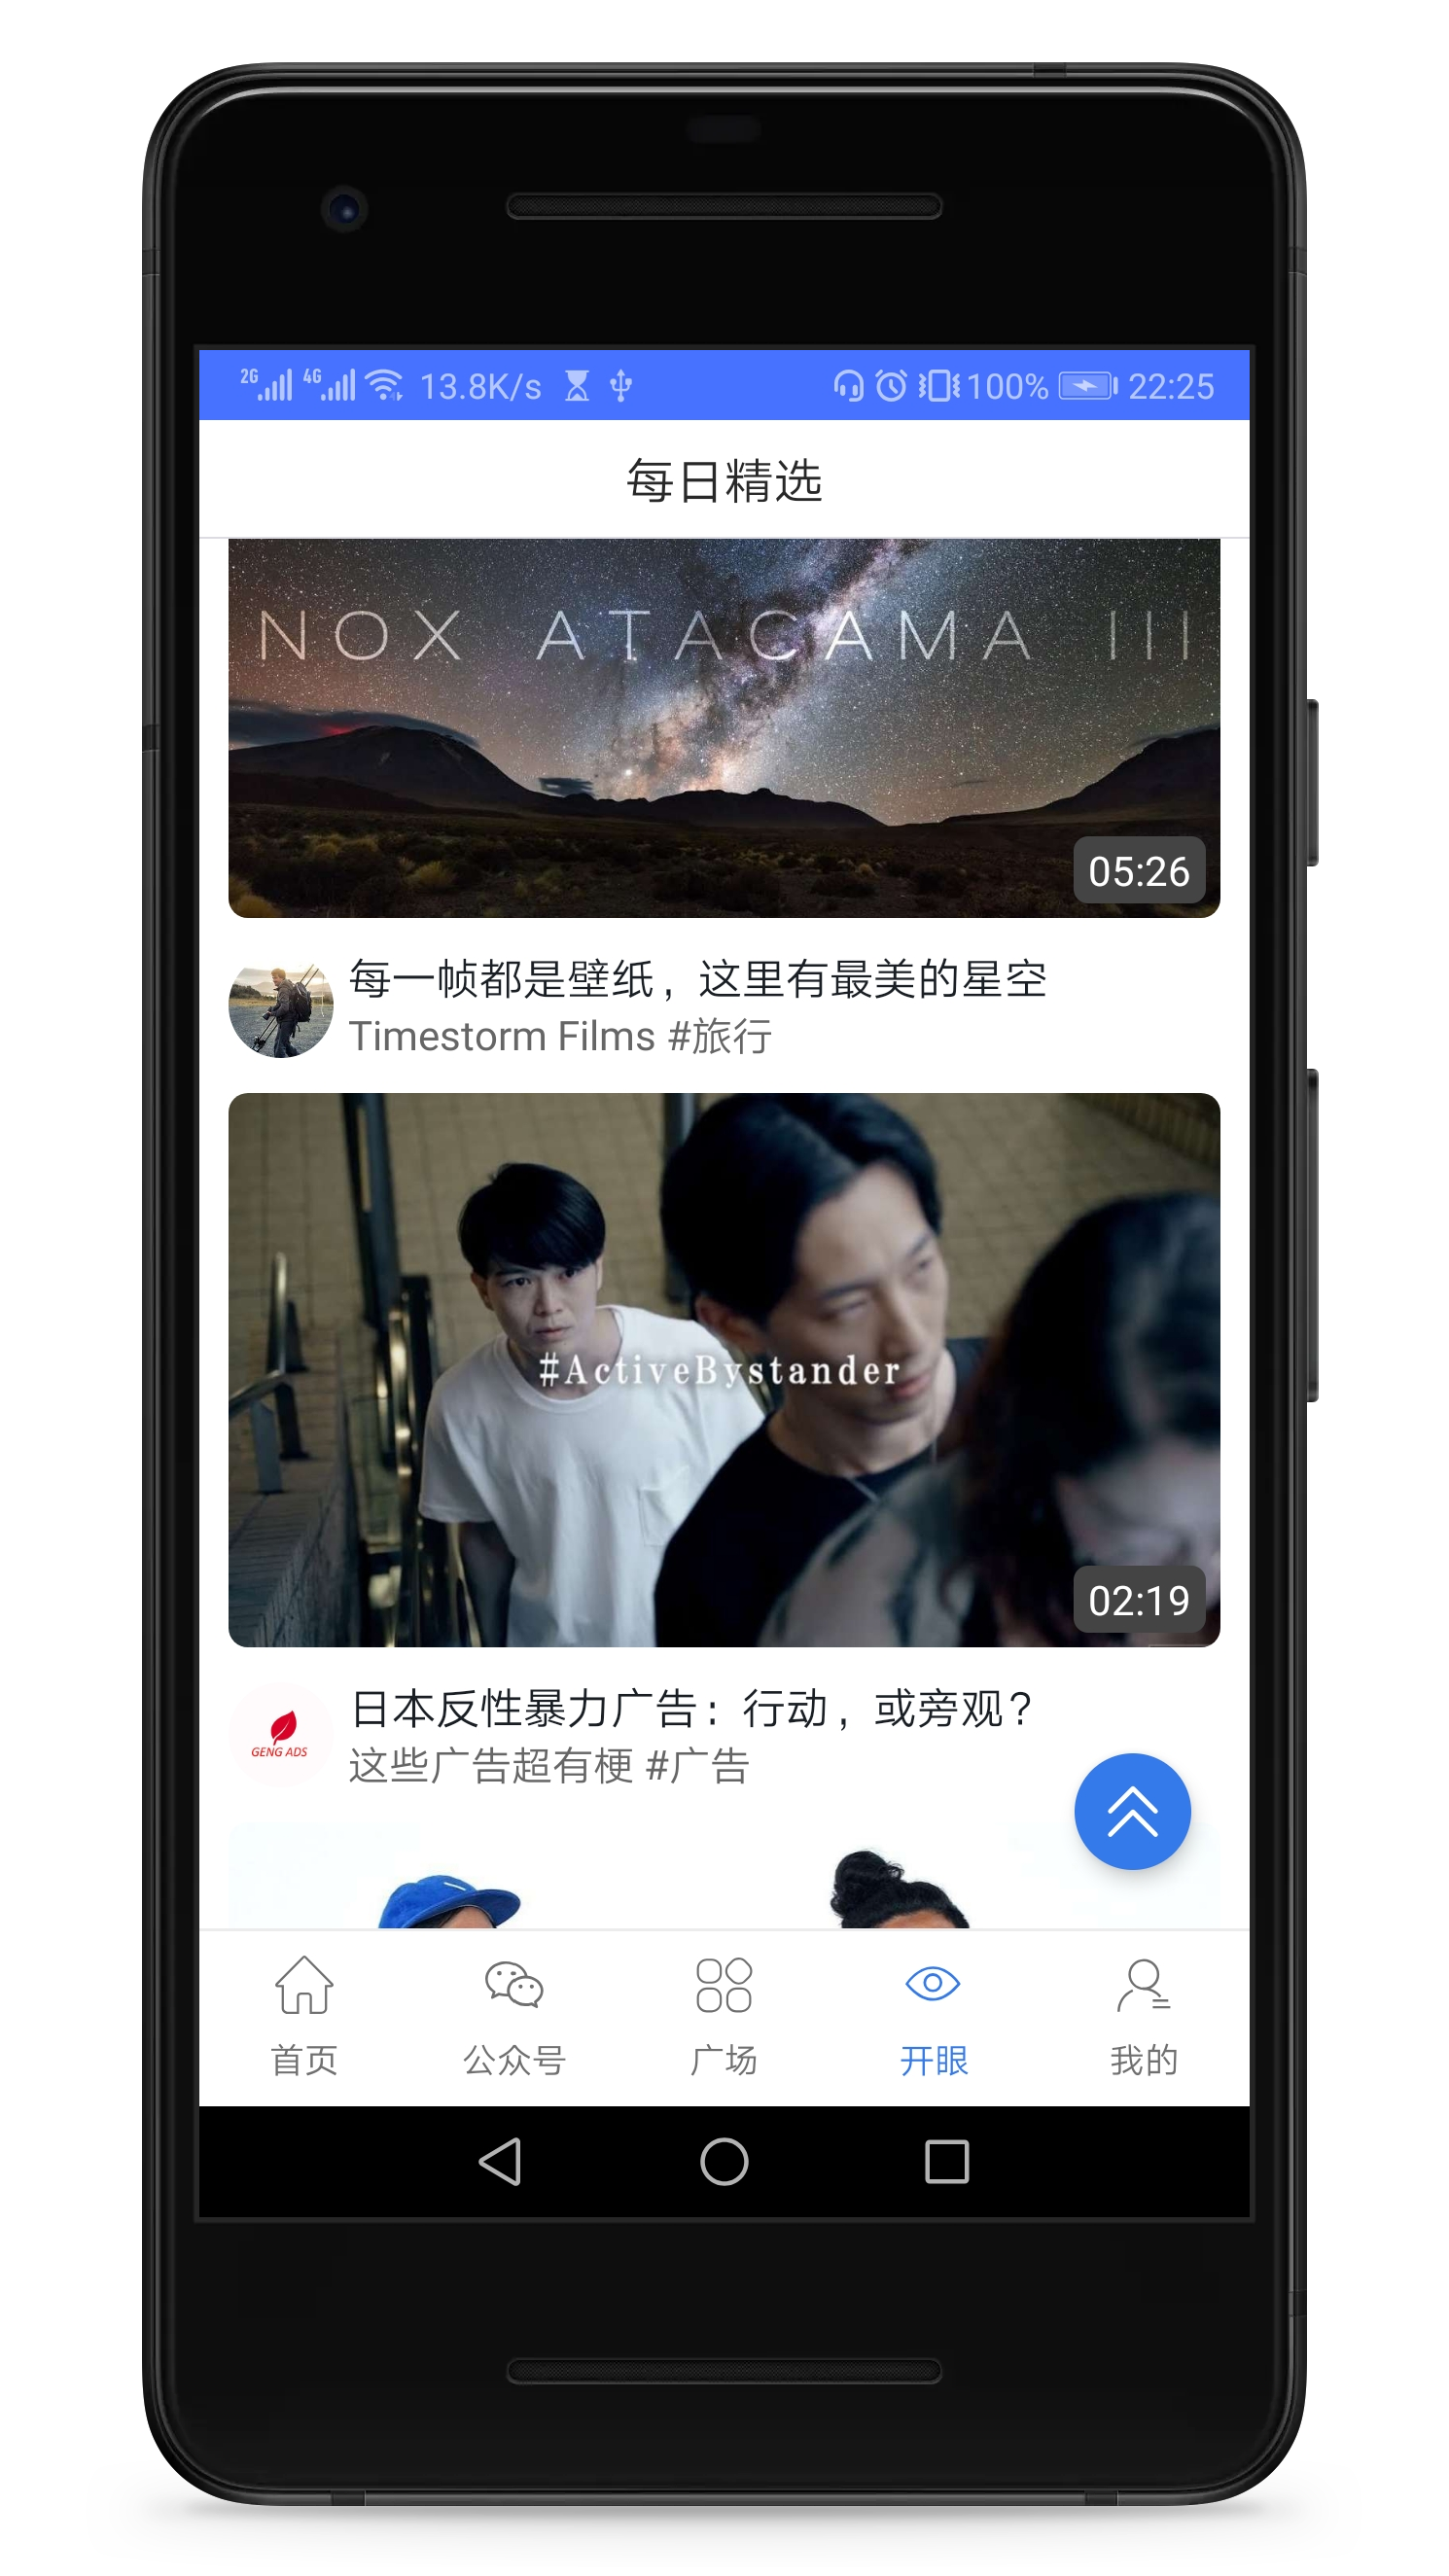 2G 4G 13.8K/s 100% 22:25
每日精选
NOX ATACAMA III
05:26
每一帧都是壁纸，这里有最美的星空
Timestorm Films #旅行
#ActiveBystander
02:19
GENG ADS
日本反性暴力广告：行动，或旁观？
这些广告超有梗 #广告
首页 公众号 广场 开眼 我的